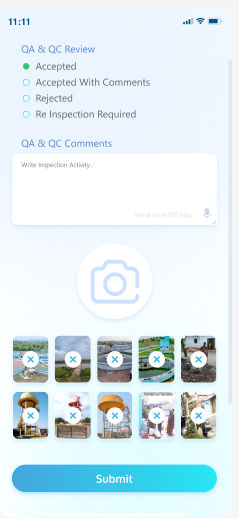 11:11
QA & QC Review
Accepted
Accepted With Comments
Rejected
Re Inspection Required
QA & QC Comments
Write Inspection Activity..
Word Limit 500 Max
Submit